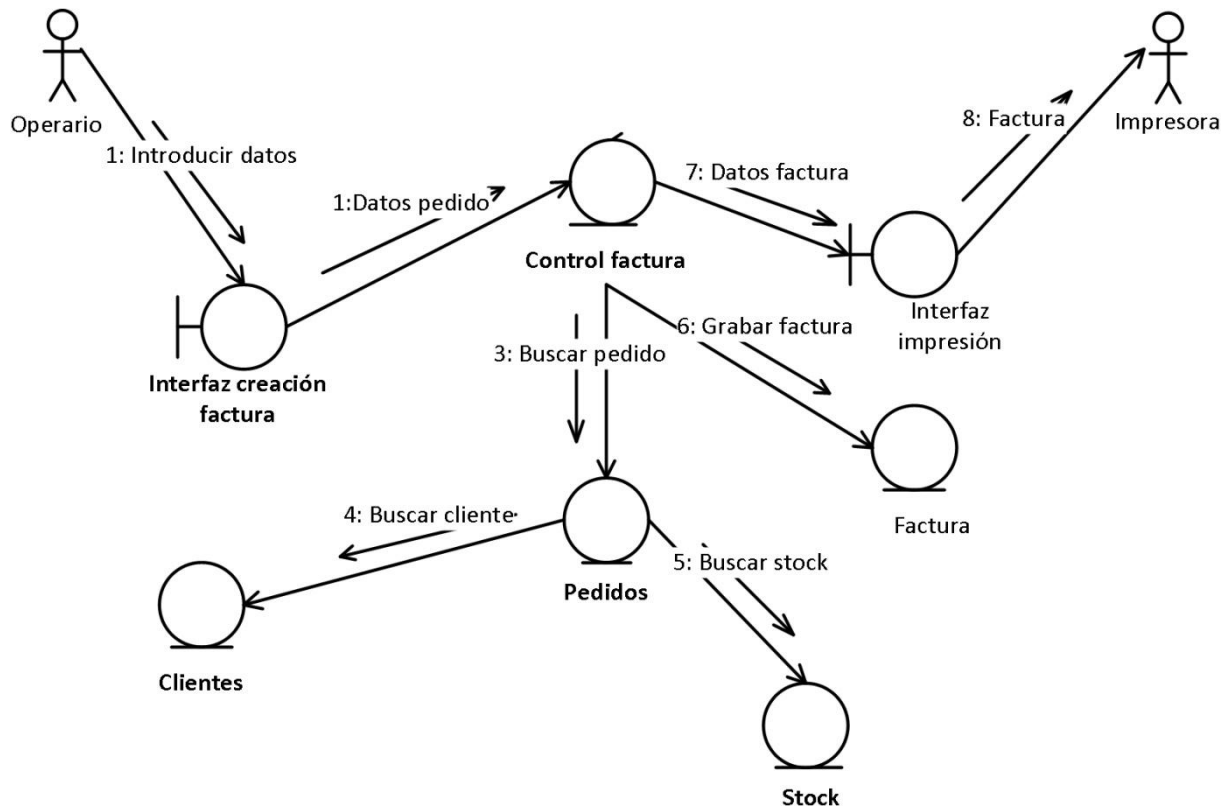 Operario
1: Introducir datos
1:Datos pedido
Control factura
7: Datos factura
8: Factura
Impresora
Interfaz creación
factura
3: Buscar pedido
6: Grabar factura
Interfaz
impresión
4: Buscar cliente
Pedidos
5: Buscar stock
Factura
Clientes
Stock